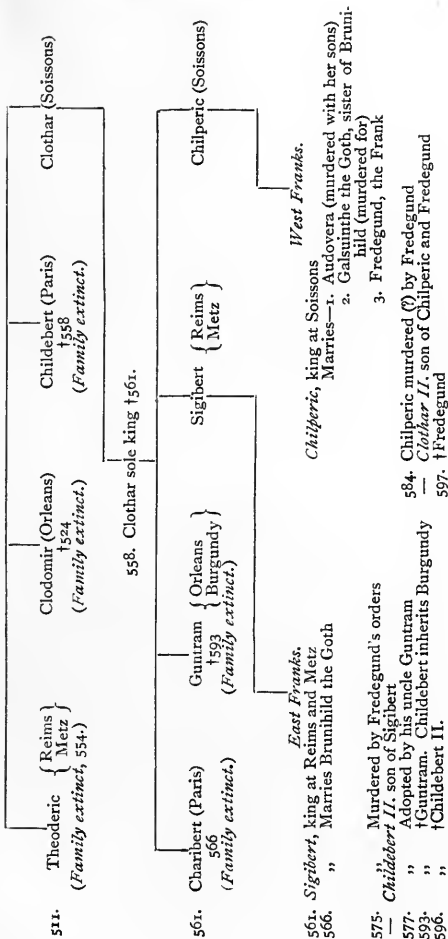 511. Theoderic { Reims Metz } Clodomir (Orleans) Childebert (Paris) Clothar (Soissons)
(Family extinct, 554.) †524 †558
(Family extinct.) (Family extinct.)
558. Clothar sole king †561.
561. Charibert (Paris) Guntram { Orleans Burgundy } Sigibert { Reims Metz } Chilperic (Soissons)
566 †593
(Family extinct.) (Family extinct.)
East Franks.
561. Sigibert, king at Reims and Metz
566. „ Marries Brunihild the Goth
575. „ Murdered by Fredegund's orders
— Childebert II. son of Sigibert
577. „ Adopted by his uncle Guntram
593. „ †Guntram. Childebert inherits Burgundy
596. „ †Childebert II.
West Franks.
Chilperic, king at Soissons
Marries—1. Audovera (murdered with her sons)
2. Galsuinthe the Goth, sister of Bruni-
hild (murdered for)
3. Fredegund, the Frank
584. Chilperic murdered (?) by Fredegund
— Clothar II. son of Chilperic and Fredegund
597. †Fredegund